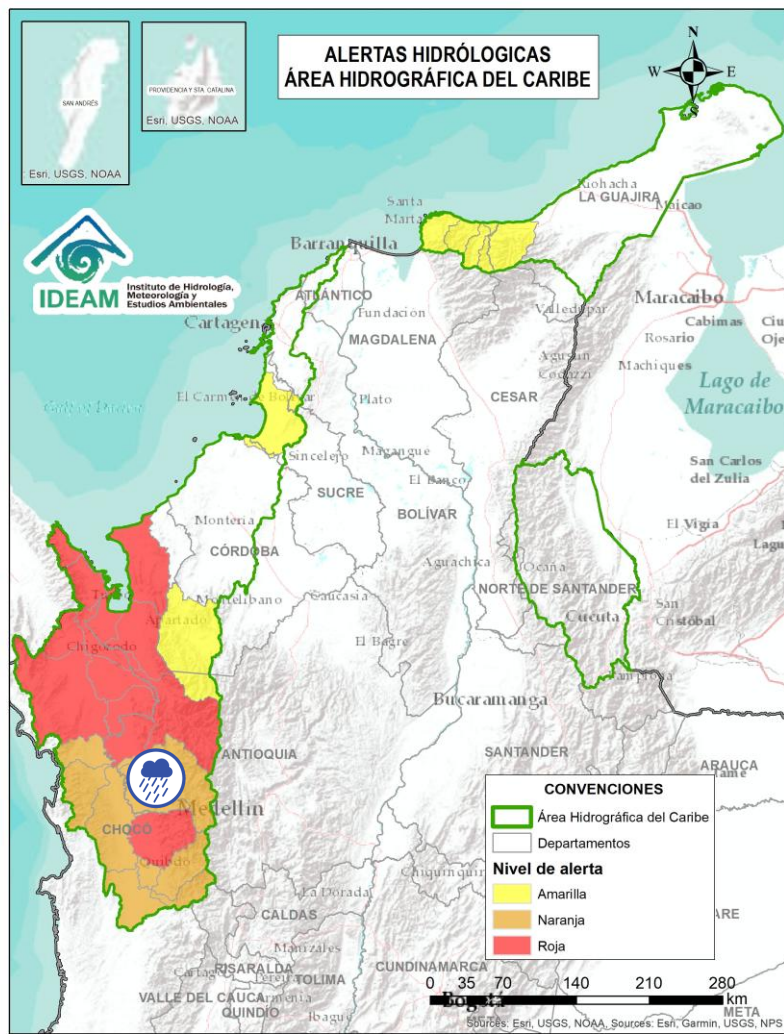 ALERTAS HIDRÓLOGICAS
ÁREA HIDROGRÁFICA DEL CARIBE
N
W E
S
SAN ANDRÉS
Esri, USGS, NOAA
PROVIDENCIA Y STA. CATALINA
Esri, USGS, NOAA
IDEAM
Instituto de Hidrología,
Meteorología y
Estudios Ambientales
Riohacha
LA GUAJIRA
Maicao
Santa
Marta
Barranquilla
ATLÁNTICO
Maracaibo
Fundación
Valledupar
Cabimas
Cartagena
MAGDALENA
Rosario
Agustín
Codazzi
Machiques
El Carmen de Bolívar
Plato
CESAR
Lago de
Maracaibo
Sincelejo
Magangue
San Carlos
del Zulia
El Banco
SUCRE
BOLÍVAR
Montería
El Vigía
CÓRDOBA
Aguachica
Ocaña
NORTE DE SANTANDER
Montelibano
Caucasia
San
Cristóbal
Apartado
Cucuta
El Bagre
Chigorodo
Pamplona
Bucaramanga
ANTIOQUIA
SANTANDER
ARAUCA
Medellín
CHOCÓ
Quibdó
La Dorada
CALDAS
Manizales
RISARALDA
TOLIMA
CUNDINAMARCA
VALLE DEL CAUCA
Armenia
QUINDÍO
Ibague
Bogotá
CONVENCIONES
Área Hidrográfica del Caribe
Departamentos
Nivel de alerta
Amarilla
Naranja
Roja
0 35 70 140 210 280
km
Sources: Esri, USGS, NOAA, Sources: Esri, Garmin, USGS, NPS